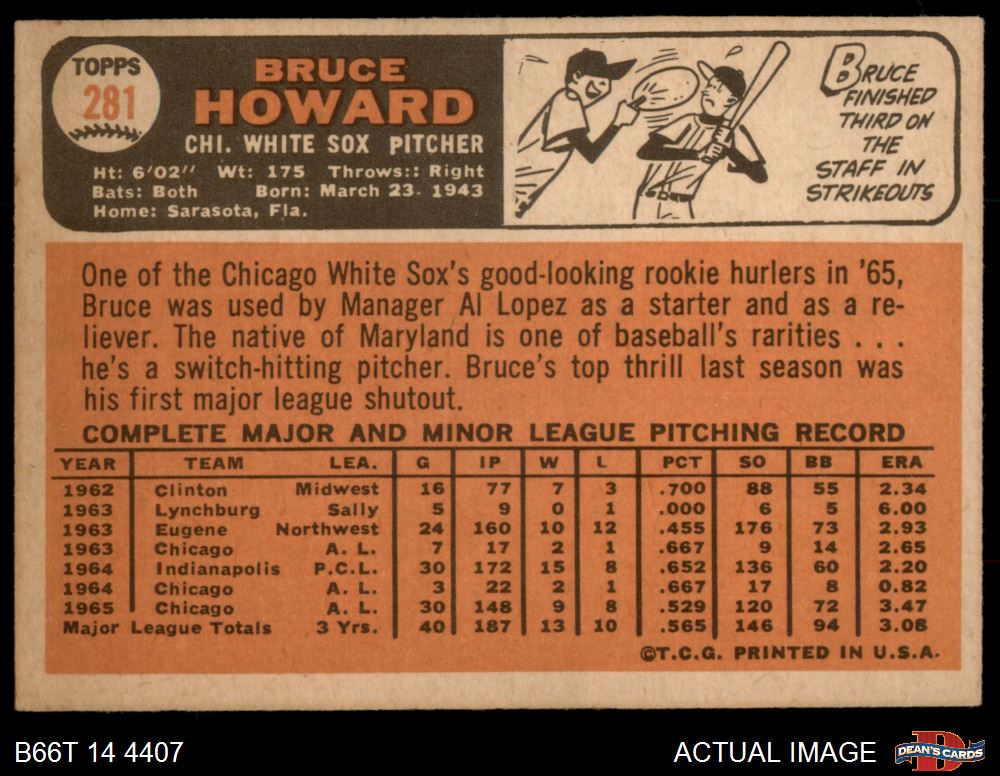 TOPPS
281
BRUCE
HOWARD
CHI. WHITE SOX PITCHER
Ht: 6'02'' Wt: 175 Throws:: Right
Bats: Both Born: March 23. 1943
Home: Sarasota, Fla.
BRUCE
FINISHED
THIRD ON
THE
STAFF IN
STRIKEOUTS
One of the Chicago White Sox's good-looking rookie hurlers in '65,
Bruce was used by Manager Al Lopez as a starter and as a re-
liever. The native of Maryland is one of baseball's rarities . . .
he's a switch-hitting pitcher. Bruce's top thrill last season was
his first major league shutout.
COMPLETE MAJOR AND MINOR LEAGUE PITCHING RECORD
YEAR TEAM LEA. G IP W L PCT SO BB ERA
1962 Clinton Midwest 16 77 7 3 .700 88 55 2.34
1963 Lynchburg Sally 5 9 0 1 .000 6 5 6.00
1963 Eugene Northwest 24 160 10 12 .455 176 73 2.93
1963 Chicago A. L. 7 17 2 1 .667 9 14 2.65
1964 Indianapolis P.C.L. 30 172 15 8 .652 136 60 2.20
1964 Chicago A. L. 3 22 2 1 .667 17 8 0.82
1965 Chicago A. L. 30 148 9 8 .529 120 72 3.47
Major League Totals 3 Yrs. 40 187 13 10 .565 146 94 3.08
©T.C.G. PRINTED IN U.S.A.
B66T 14 4407
ACTUAL IMAGE
D
DEAN'S CARDS